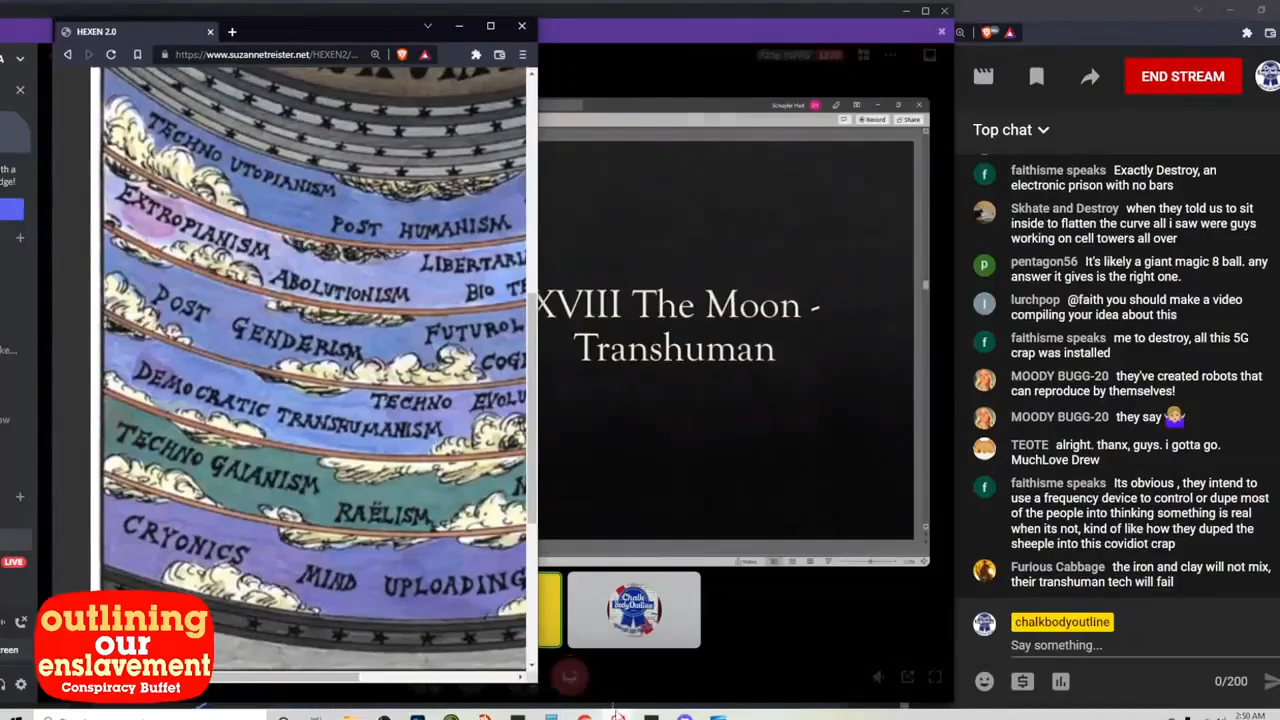 HEXEN 2.0
https://www.suzannetreister.net/HEXEN2/...
TECHNO UTOPIANISM
POST HUMANISM
EXTROPIANISM
ABOLUTIONISM
POST
GENDERISM
DEMOCRATIC TRANSHUMANISM
TECHNO
TECHNO GAIANISM
RAËLISM
CRYONICS
MIND UPLOADING
outlining
our
enslavement
Conspiracy Buffet
LIVE
Record
Share
XVIII The Moon -
Transhuman
Chalk
Body Outline
END STREAM
Top chat
faithisme speaks Exactly Destroy, an
electronic prison with no bars
Skhate and Destroy when they told us to sit
inside to flatten the curve all i saw were guys
working on cell towers all over
pentagon56 It's likely a giant magic 8 ball. any
answer it gives is the right one.
lurchpop @faith you should make a video
compiling your idea about this
faithisme speaks me to destroy, all this 5G
crap was installed
MOODY BUGG-20 they've created robots that
can reproduce by themselves!
MOODY BUGG-20 they say
TEOTE alright. thanx, guys. i gotta go.
MuchLove Drew
faithisme speaks Its obvious , they intend to
use a frequency device to control or dupe most
of the people into thinking something is real
when its not, kind of like how they duped the
sheeple into this covidiot crap
Furious Cabbage the iron and clay will not mix,
their transhuman tech will fail
chalkbodyoutline
Say something...
0/200
2:50 AM